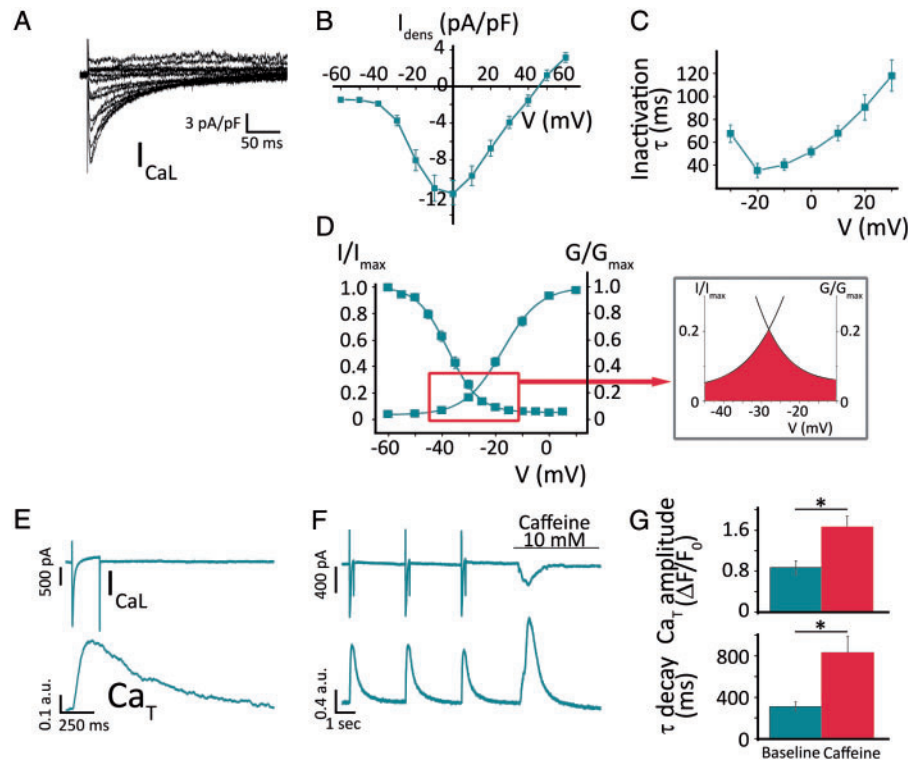 A
3 pA/pF
50 ms
I_CaL
B
I_dens (pA/pF)
4
-60 -40 -20 20 40 60
0
V (mV)
-4
-8
-12
C
Inactivation
τ (ms)
120
100
80
60
40
-20 0 20
V (mV)
D
I/I_max G/G_max
1.0 1.0
0.8 0.8
0.6 0.6
0.4 0.4
0.2 0.2
0 0
-60 -40 -20 0
V (mV)
I/I_max G/G_max
0.2 0.2
0 0
-40 -30 -20
V (mV)
E
500 pA
I_CaL
0.1 a.u.
250 ms
Ca_T
F
Caffeine
10 mM
400 pA
0.4 a.u.
1 sec
G
Ca_T amplitude
(ΔF/F_0)
1.6
0.8
0
*
τ decay
(ms)
800
400
0
*
Baseline Caffeine